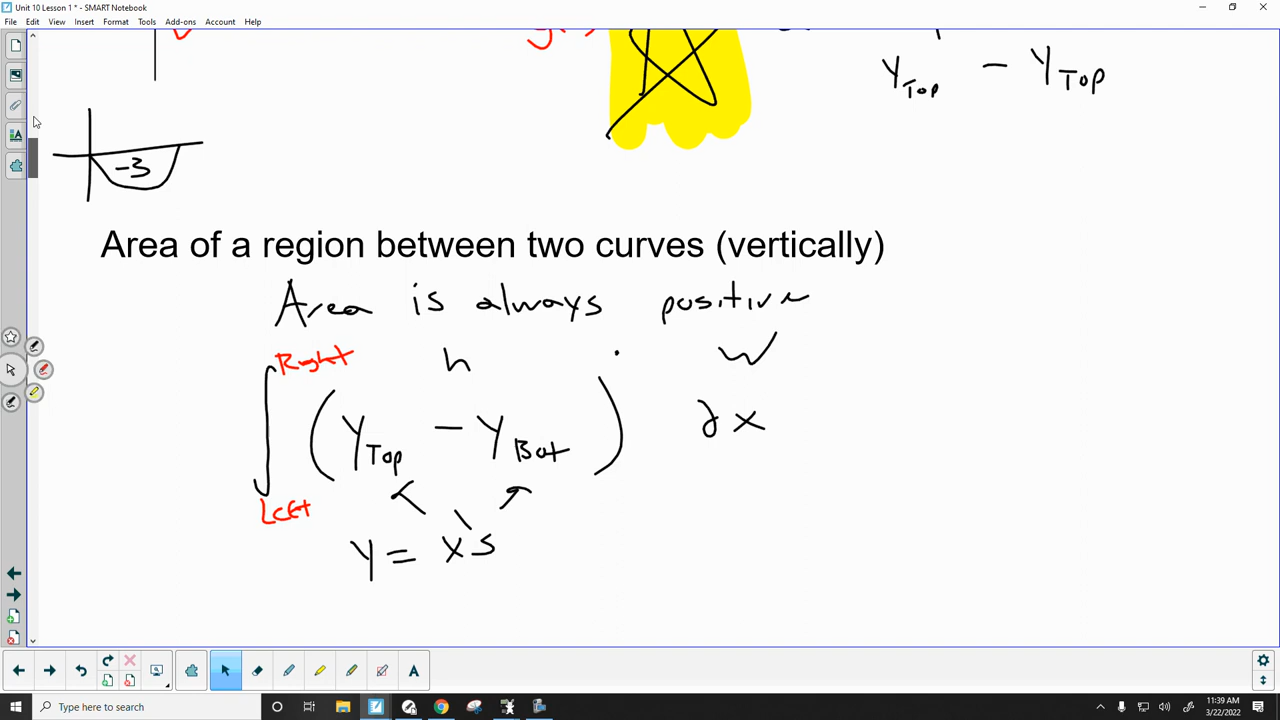 Unit 10 Lesson 1 * - SMART Notebook
File Edit View Insert Format Tools Add-ons Account Help
Y Top - Y Top
-3
Area of a region between two curves (vertically)
Area is always positive
Right h · W
∫ (Y Top - Y Bot) dx
Left
Y = x's
A
Type here to search
11:39 AM
3/22/2022